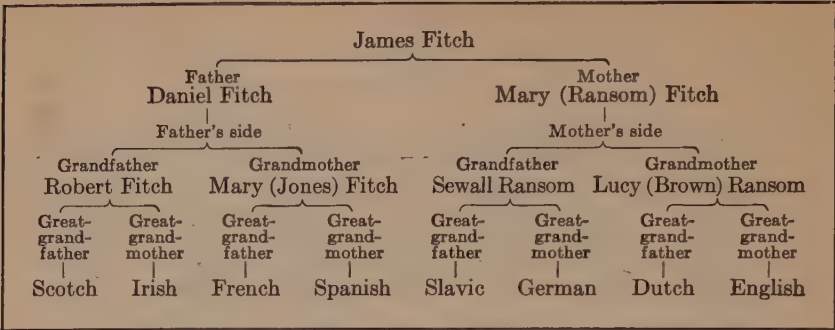 James Fitch
Father Mother
Daniel Fitch Mary (Ransom) Fitch
Father's side Mother's side
Grandfather Grandmother Grandfather Grandmother
Robert Fitch Mary (Jones) Fitch Sewall Ransom Lucy (Brown) Ransom
Great- Great- Great- Great- Great- Great- Great- Great-
grand- grand- grand- grand- grand- grand- grand- grand-
father mother father mother father mother father mother
Scotch Irish French Spanish Slavic German Dutch English